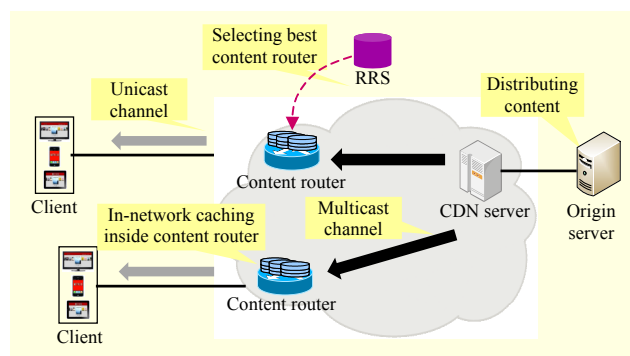 Selecting best
content router
RRS
Unicast
channel
Distributing
content
Content router
Client
CDN server
Origin
server
In-network caching
inside content router
Multicast
channel
Content router
Client